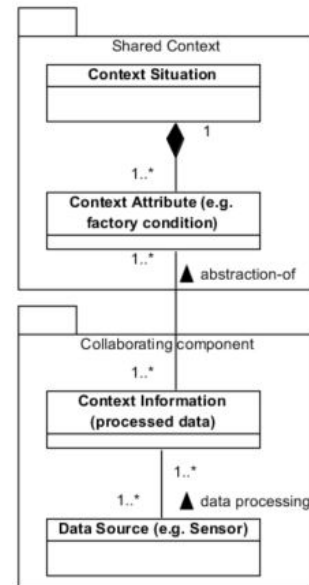 Shared Context
Context Situation
1
1..*
Context Attribute (e.g.
factory condition)
1..*
abstraction-of
Collaborating component
1..*
Context Information
(processed data)
1..*
1..*
data processing
Data Source (e.g. Sensor)